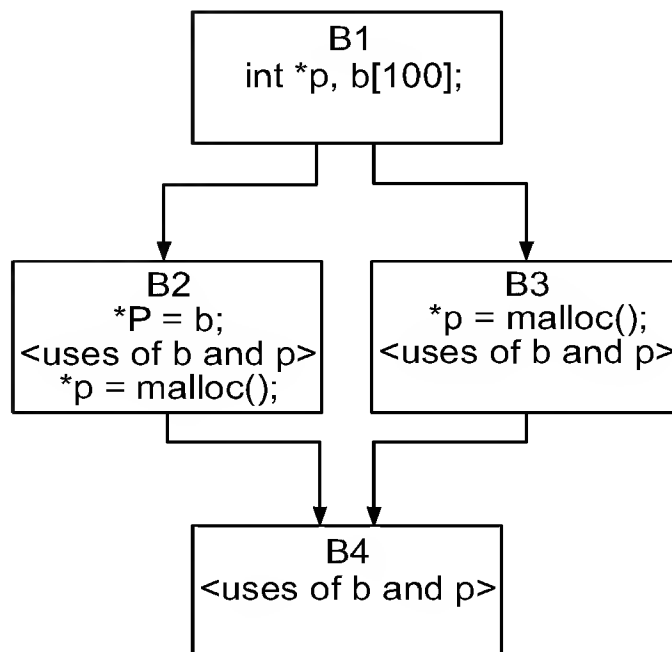 B1
int *p, b[100];
B2
*P = b;
<uses of b and p>
*p = malloc();
B3
*p = malloc();
<uses of b and p>
B4
<uses of b and p>